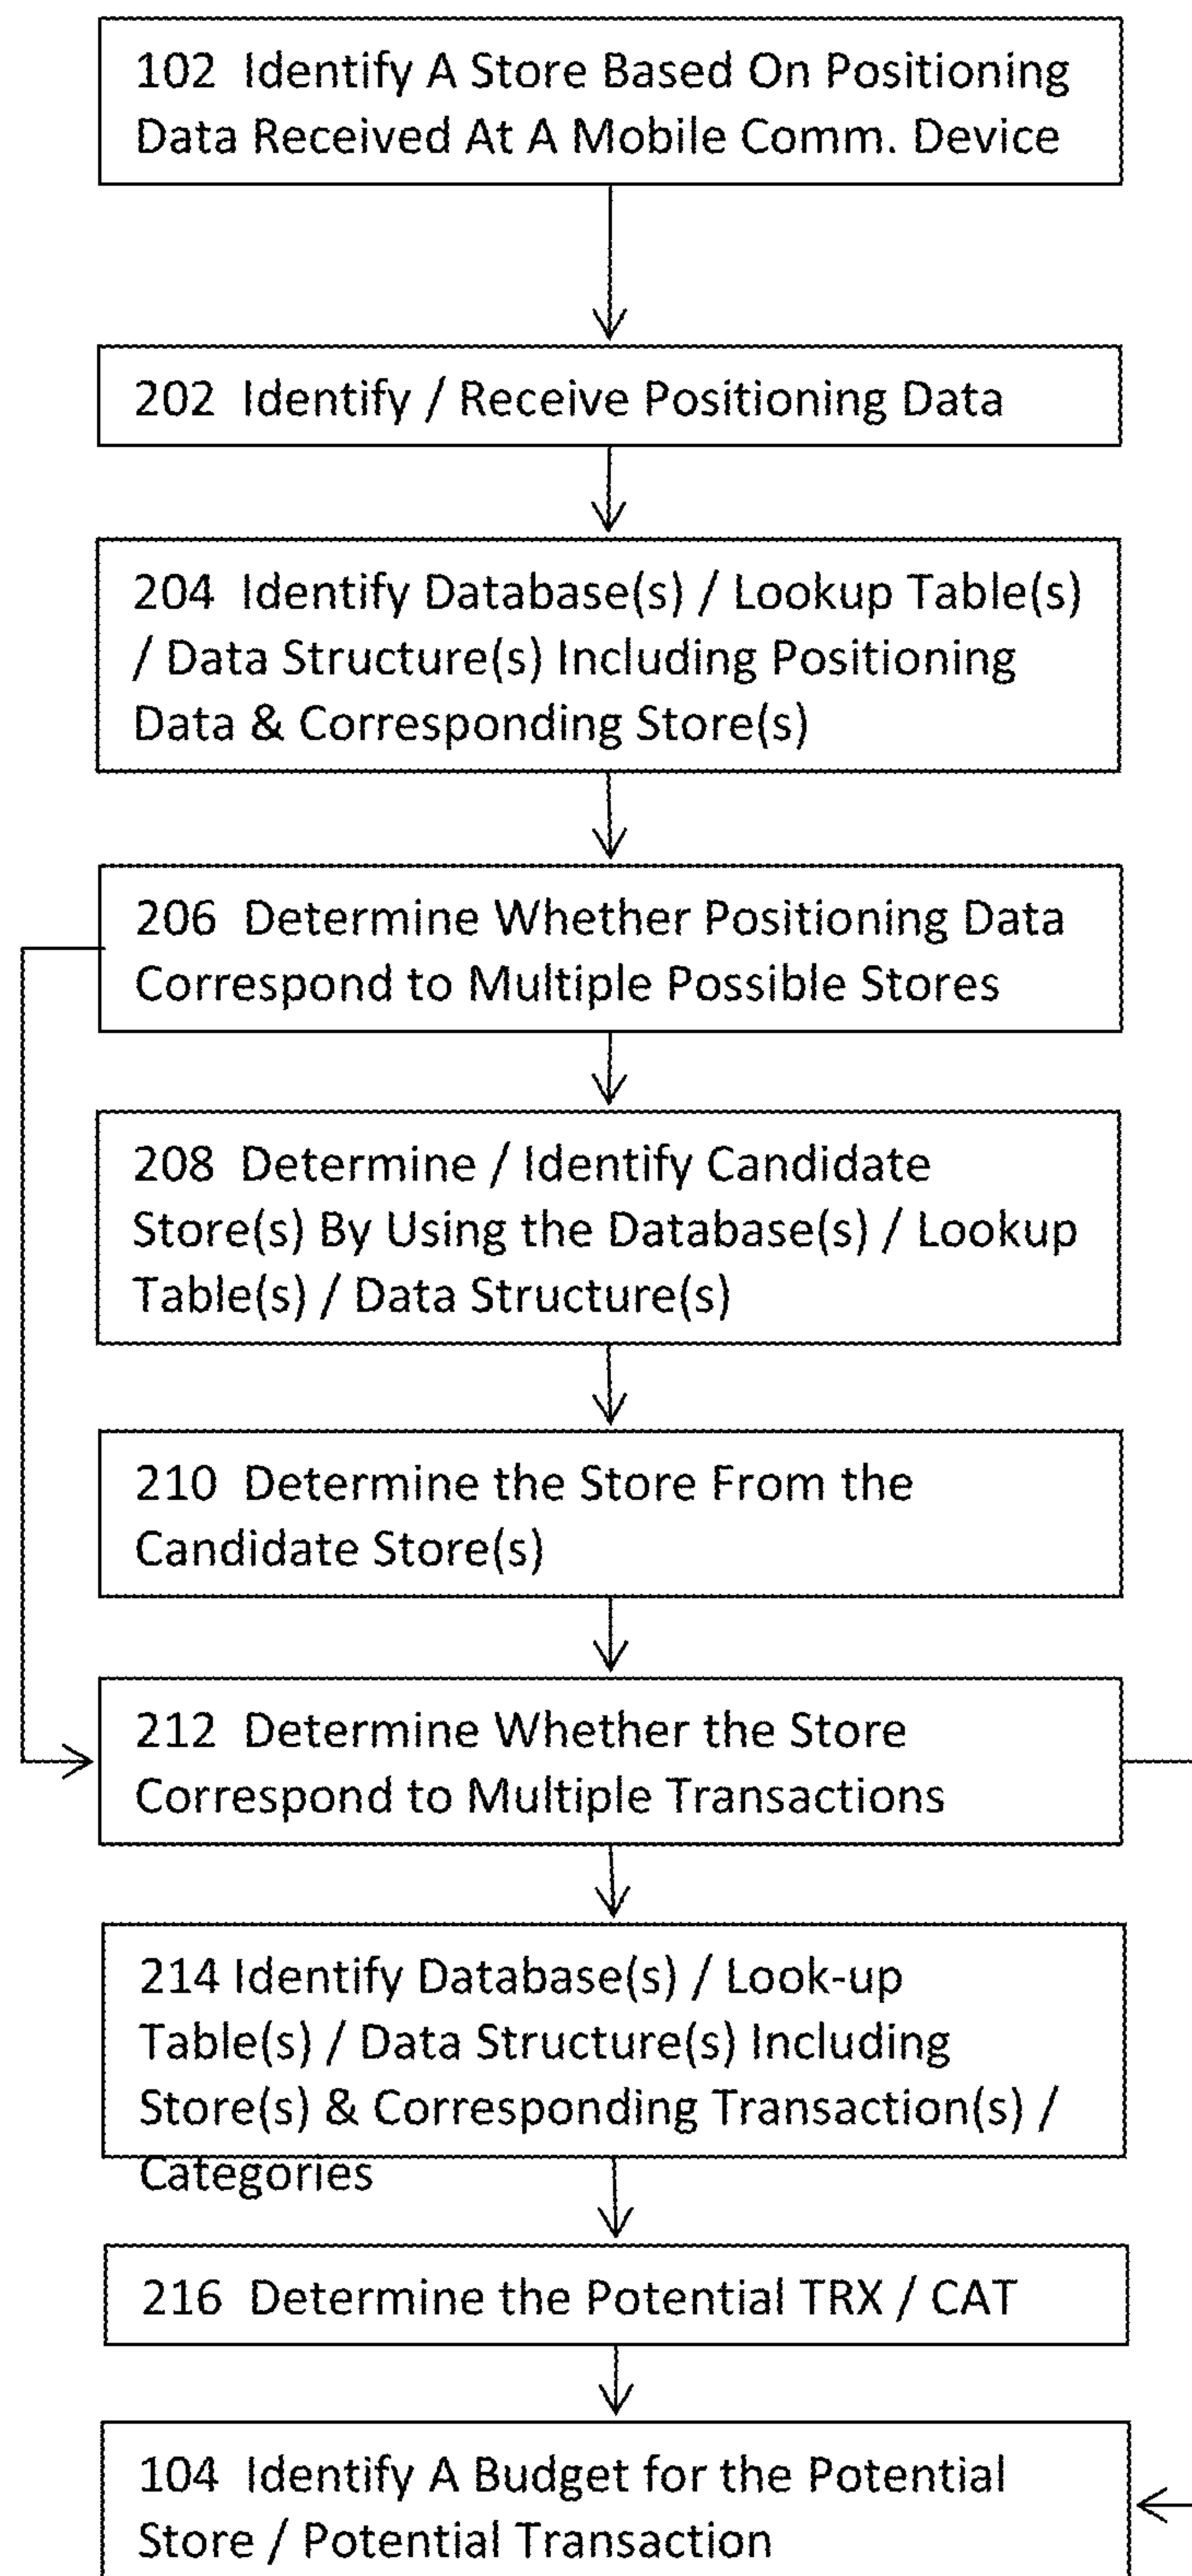 102 Identify A Store Based On Positioning
Data Received At A Mobile Comm. Device
202 Identify / Receive Positioning Data
204 Identify Database(s) / Lookup Table(s)
/ Data Structure(s) Including Positioning
Data & Corresponding Store(s)
206 Determine Whether Positioning Data
Correspond to Multiple Possible Stores
208 Determine / Identify Candidate
Store(s) By Using the Database(s) / Lookup
Table(s) / Data Structure(s)
210 Determine the Store From the
Candidate Store(s)
212 Determine Whether the Store
Correspond to Multiple Transactions
214 Identify Database(s) / Look-up
Table(s) / Data Structure(s) Including
Store(s) & Corresponding Transaction(s) /
Categories
216 Determine the Potential TRX / CAT
104 Identify A Budget for the Potential
Store / Potential Transaction